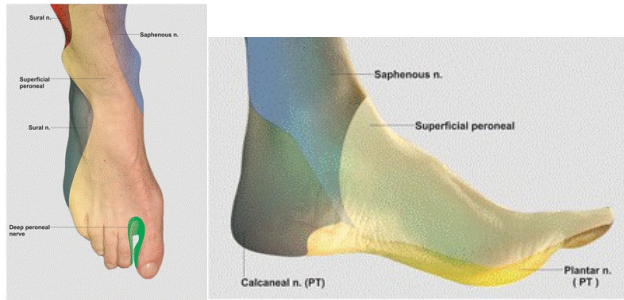 Sural n.
Saphenous n.
Superficial
peroneal
Sural n.
Deep peroneal
nerve
Saphenous n.
Superficial peroneal
Calcaneal n. (PT)
Plantar n.
( PT )